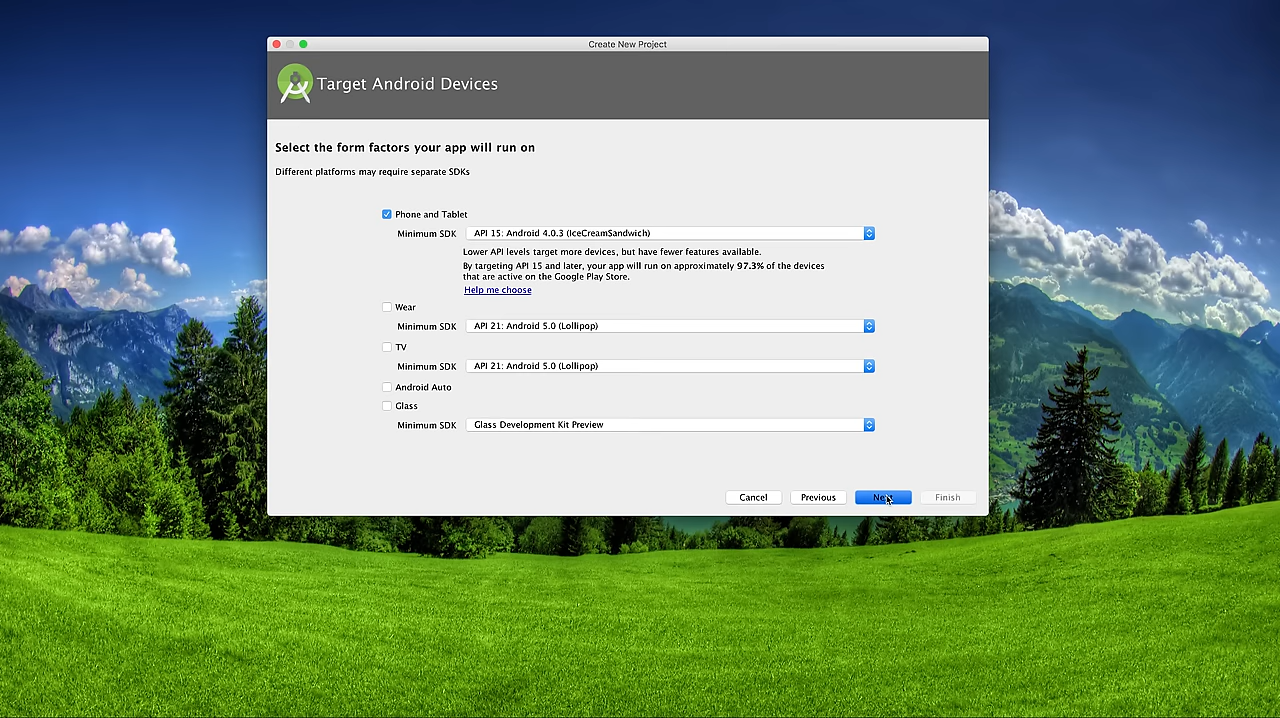 Create New Project
Target Android Devices
Select the form factors your app will run on
Different platforms may require separate SDKs
Phone and Tablet
Minimum SDK API 15: Android 4.0.3 (IceCreamSandwich)
Lower API levels target more devices, but have fewer features available.
By targeting API 15 and later, your app will run on approximately 97.3% of the devices
that are active on the Google Play Store.
Help me choose
Wear
Minimum SDK API 21: Android 5.0 (Lollipop)
TV
Minimum SDK API 21: Android 5.0 (Lollipop)
Android Auto
Glass
Minimum SDK Glass Development Kit Preview
Cancel Previous Next Finish